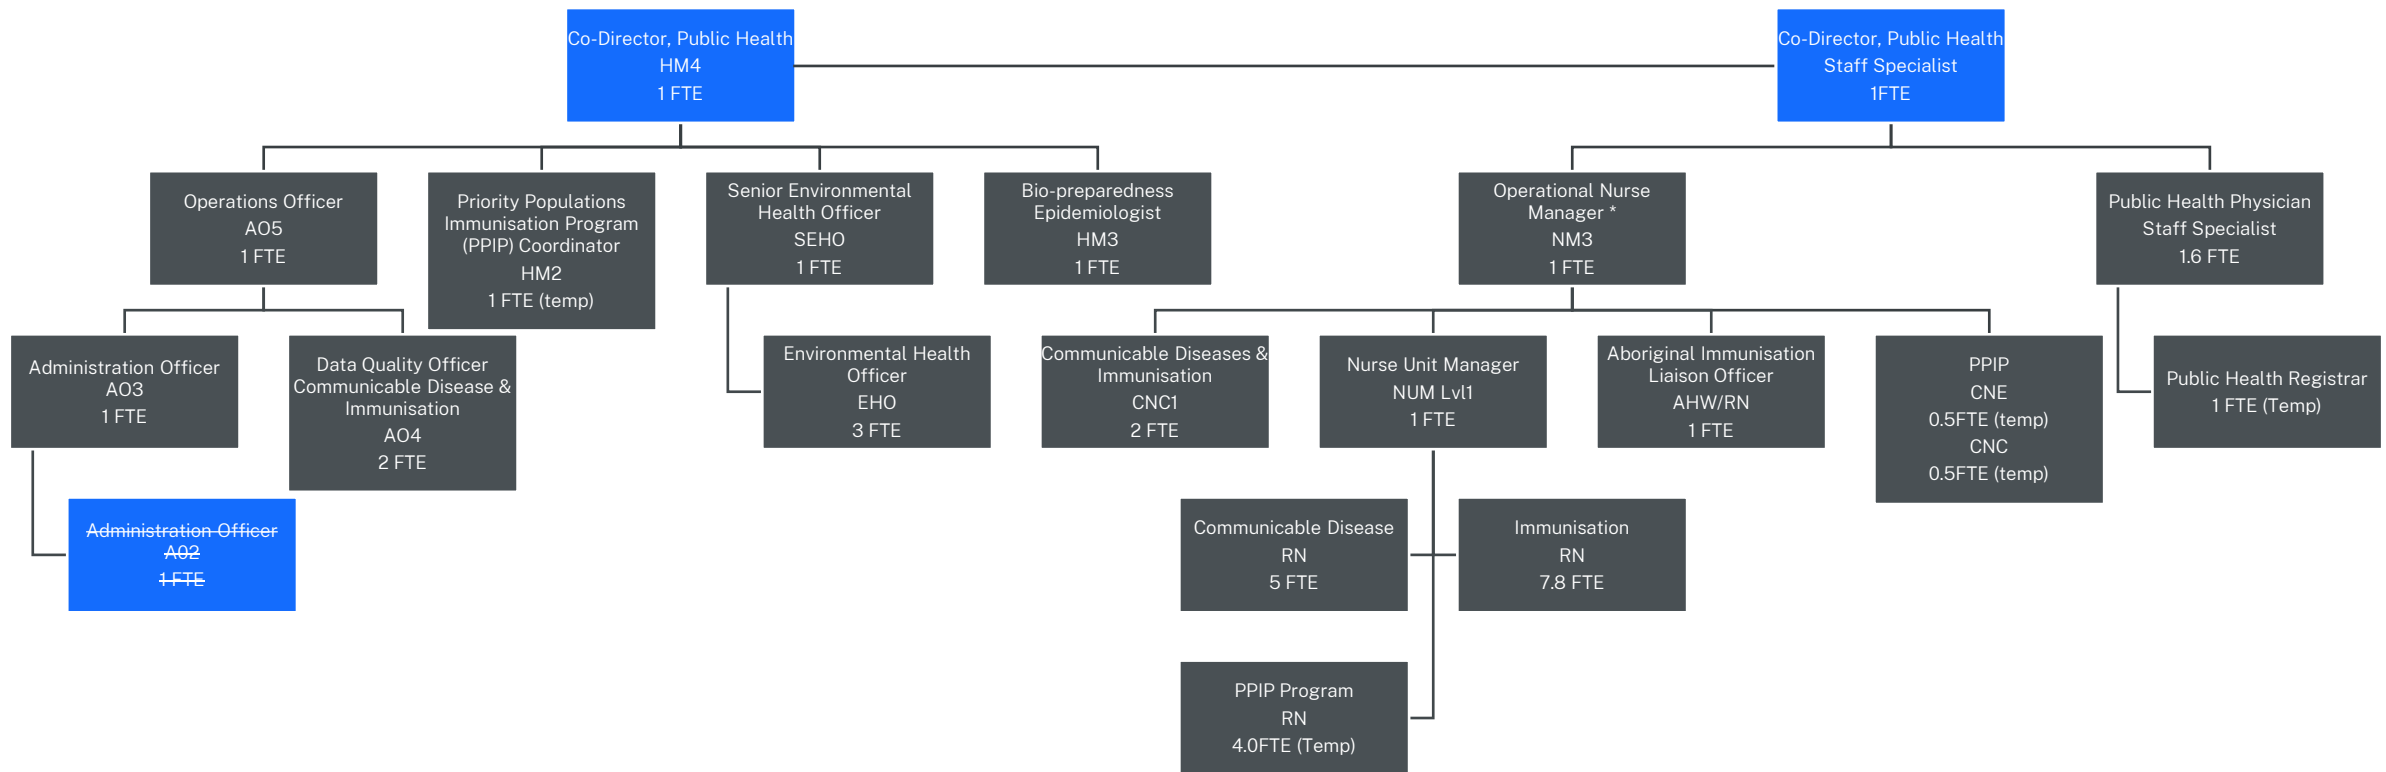 Co-Director, Public Health
HM4
1 FTE
Co-Director, Public Health
Staff Specialist
1FTE
Operations Officer
AO5
1 FTE
Priority Populations
Immunisation Program
(PPIP) Coordinator
HM2
1 FTE (temp)
Senior Environmental
Health Officer
SEHO
1 FTE
Bio-preparedness
Epidemiologist
HM3
1 FTE
Operational Nurse
Manager *
NM3
1 FTE
Public Health Physician
Staff Specialist
1.6 FTE
Administration Officer
AO3
1 FTE
Data Quality Officer
Communicable Disease &
Immunisation
AO4
2 FTE
Environmental Health
Officer
EHO
3 FTE
Communicable Diseases &
Immunisation
CNC1
2 FTE
Nurse Unit Manager
NUM Lvl1
1 FTE
Aboriginal Immunisation
Liaison Officer
AHW/RN
1 FTE
PPIP
CNE
0.5FTE (temp)
CNC
0.5FTE (temp)
Public Health Registrar
1 FTE (Temp)
Administration Officer
A02
1 FTE
Communicable Disease
RN
5 FTE
Immunisation
RN
7.8 FTE
PPIP Program
RN
4.0FTE (Temp)